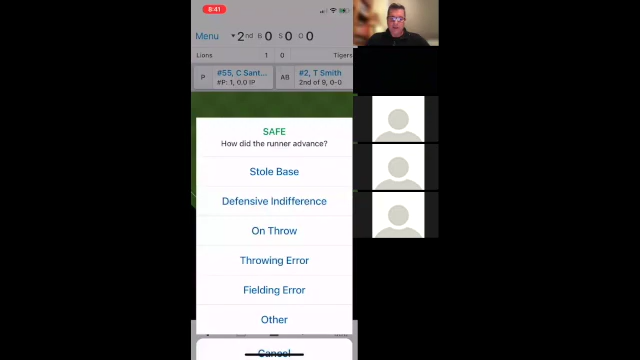 8:41
Menu
2nd B 0 S 0 O 0
Lions 1 0 Tigers
P #55, C Sant...
#P: 1, 0.0 IP
AB #2, T Smith
2nd of 9, 0-0
SAFE
How did the runner advance?
Stole Base
Defensive Indifference
On Throw
Throwing Error
Fielding Error
Other
Cancel